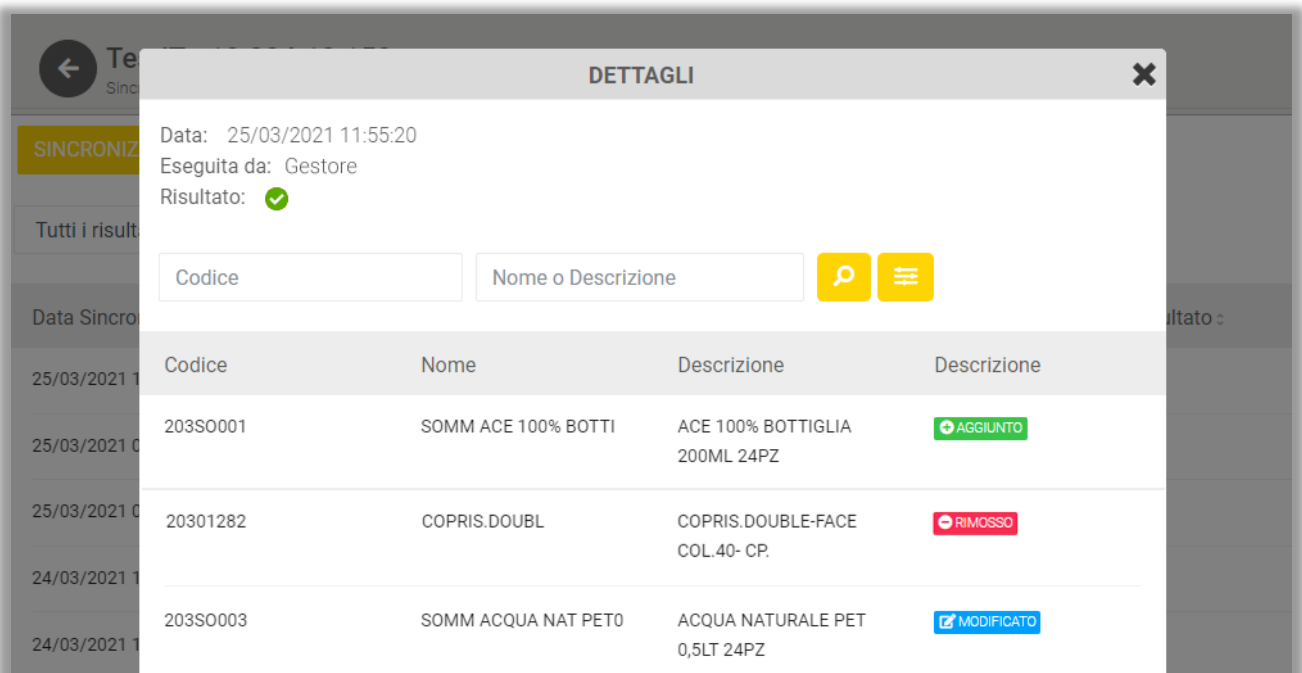 Te
Sinc
DETTAGLI
SINCRONIZ
Data: 25/03/2021 11:55:20
Eseguita da: Gestore
Risultato:
Tutti i risult
Codice Nome o Descrizione
Data Sincro ultato
Codice Nome Descrizione Descrizione
25/03/2021 1
203SO001 SOMM ACE 100% BOTTI ACE 100% BOTTIGLIA AGGIUNTO
200ML 24PZ
25/03/2021 0
25/03/2021 0
20301282 COPRIS.DOUBL COPRIS.DOUBLE-FACE RIMOSSO
COL.40- CP.
24/03/2021 1
203SO003 SOMM ACQUA NAT PET0 ACQUA NATURALE PET MODIFICATO
0,5LT 24PZ
24/03/2021 1